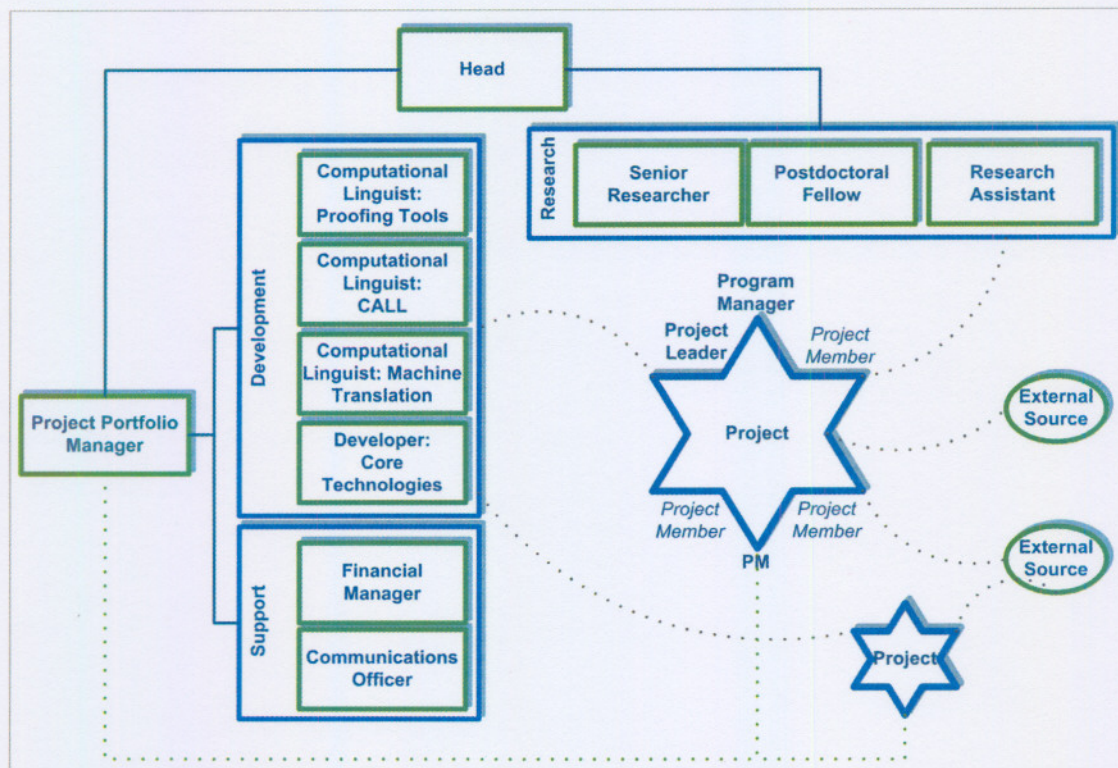 Head
Research
Senior
Researcher
Postdoctoral
Fellow
Research
Assistant
Development
Computational
Linguist:
Proofing Tools
Computational
Linguist:
CALL
Computational
Linguist: Machine
Translation
Developer:
Core
Technologies
Project Portfolio
Manager
Support
Financial
Manager
Communications
Officer
Program
Manager
Project
Leader
Project
Member
Project
Project
Member
Project
Member
PM
External
Source
External
Source
Project